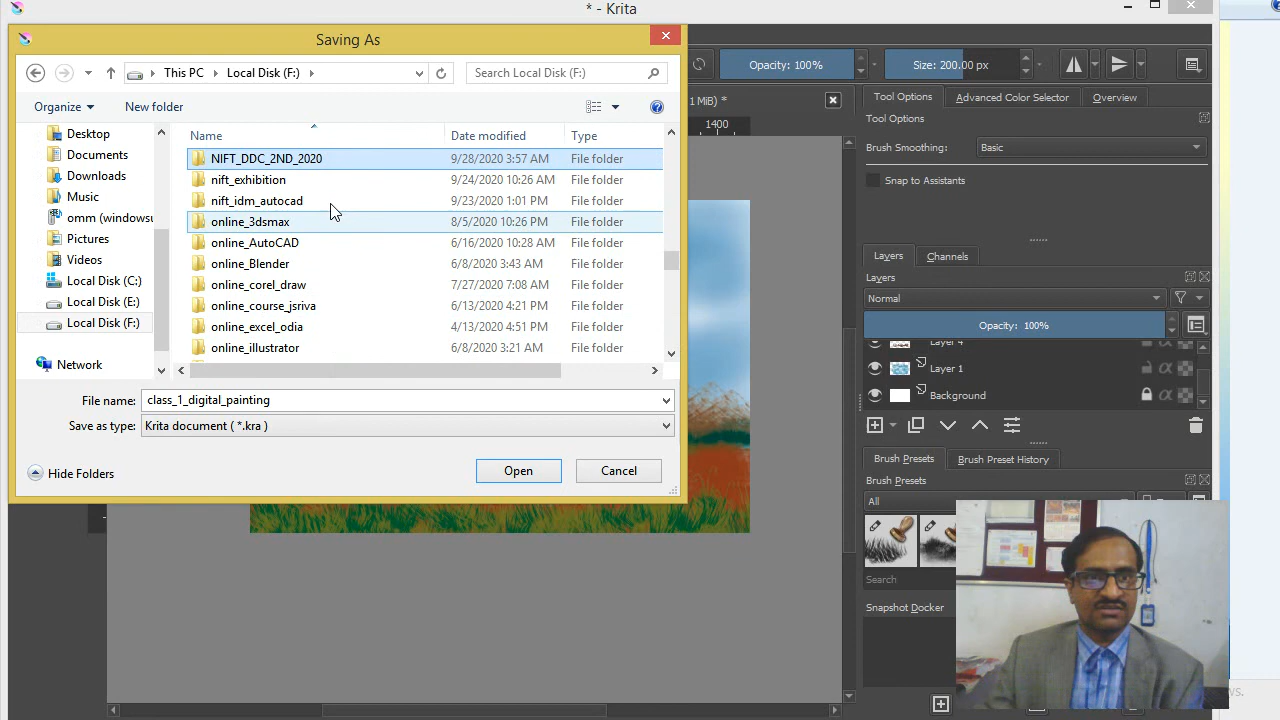 * - Krita
Saving As
Opacity: 100%
Size: 200.00 px
This PC
Local Disk (F:)
Search Local Disk (F:)
1 MiB) *
Tool Options
Advanced Color Selector
Overview
Organize
New folder
Tool Options
1400
Desktop
Name
Date modified
Type
Brush Smoothing:
Basic
Documents
NIFT_DDC_2ND_2020
9/28/2020 3:57 AM
File folder
Downloads
nift_exhibition
9/24/2020 10:26 AM
File folder
Snap to Assistants
Music
nift_idm_autocad
9/23/2020 1:01 PM
File folder
omm (windowsu
online_3dsmax
8/5/2020 10:26 PM
File folder
Pictures
online_AutoCAD
6/16/2020 10:28 AM
File folder
Videos
online_Blender
6/8/2020 3:43 AM
File folder
Layers
Channels
Local Disk (C:)
online_corel_draw
7/27/2020 7:08 AM
File folder
Layers
Local Disk (E:)
online_course_jsriva
6/13/2020 4:21 PM
File folder
Normal
Local Disk (F:)
online_excel_odia
4/13/2020 4:51 PM
File folder
Opacity: 100%
online_illustrator
6/8/2020 3:21 AM
File folder
Layer 4
Network
Layer 1
Background
File name:
class_1_digital_painting
Save as type:
Krita document ( *.kra )
Hide Folders
Open
Cancel
Brush Presets
Brush Preset History
Brush Presets
All
Search
Snapshot Docker
ws.